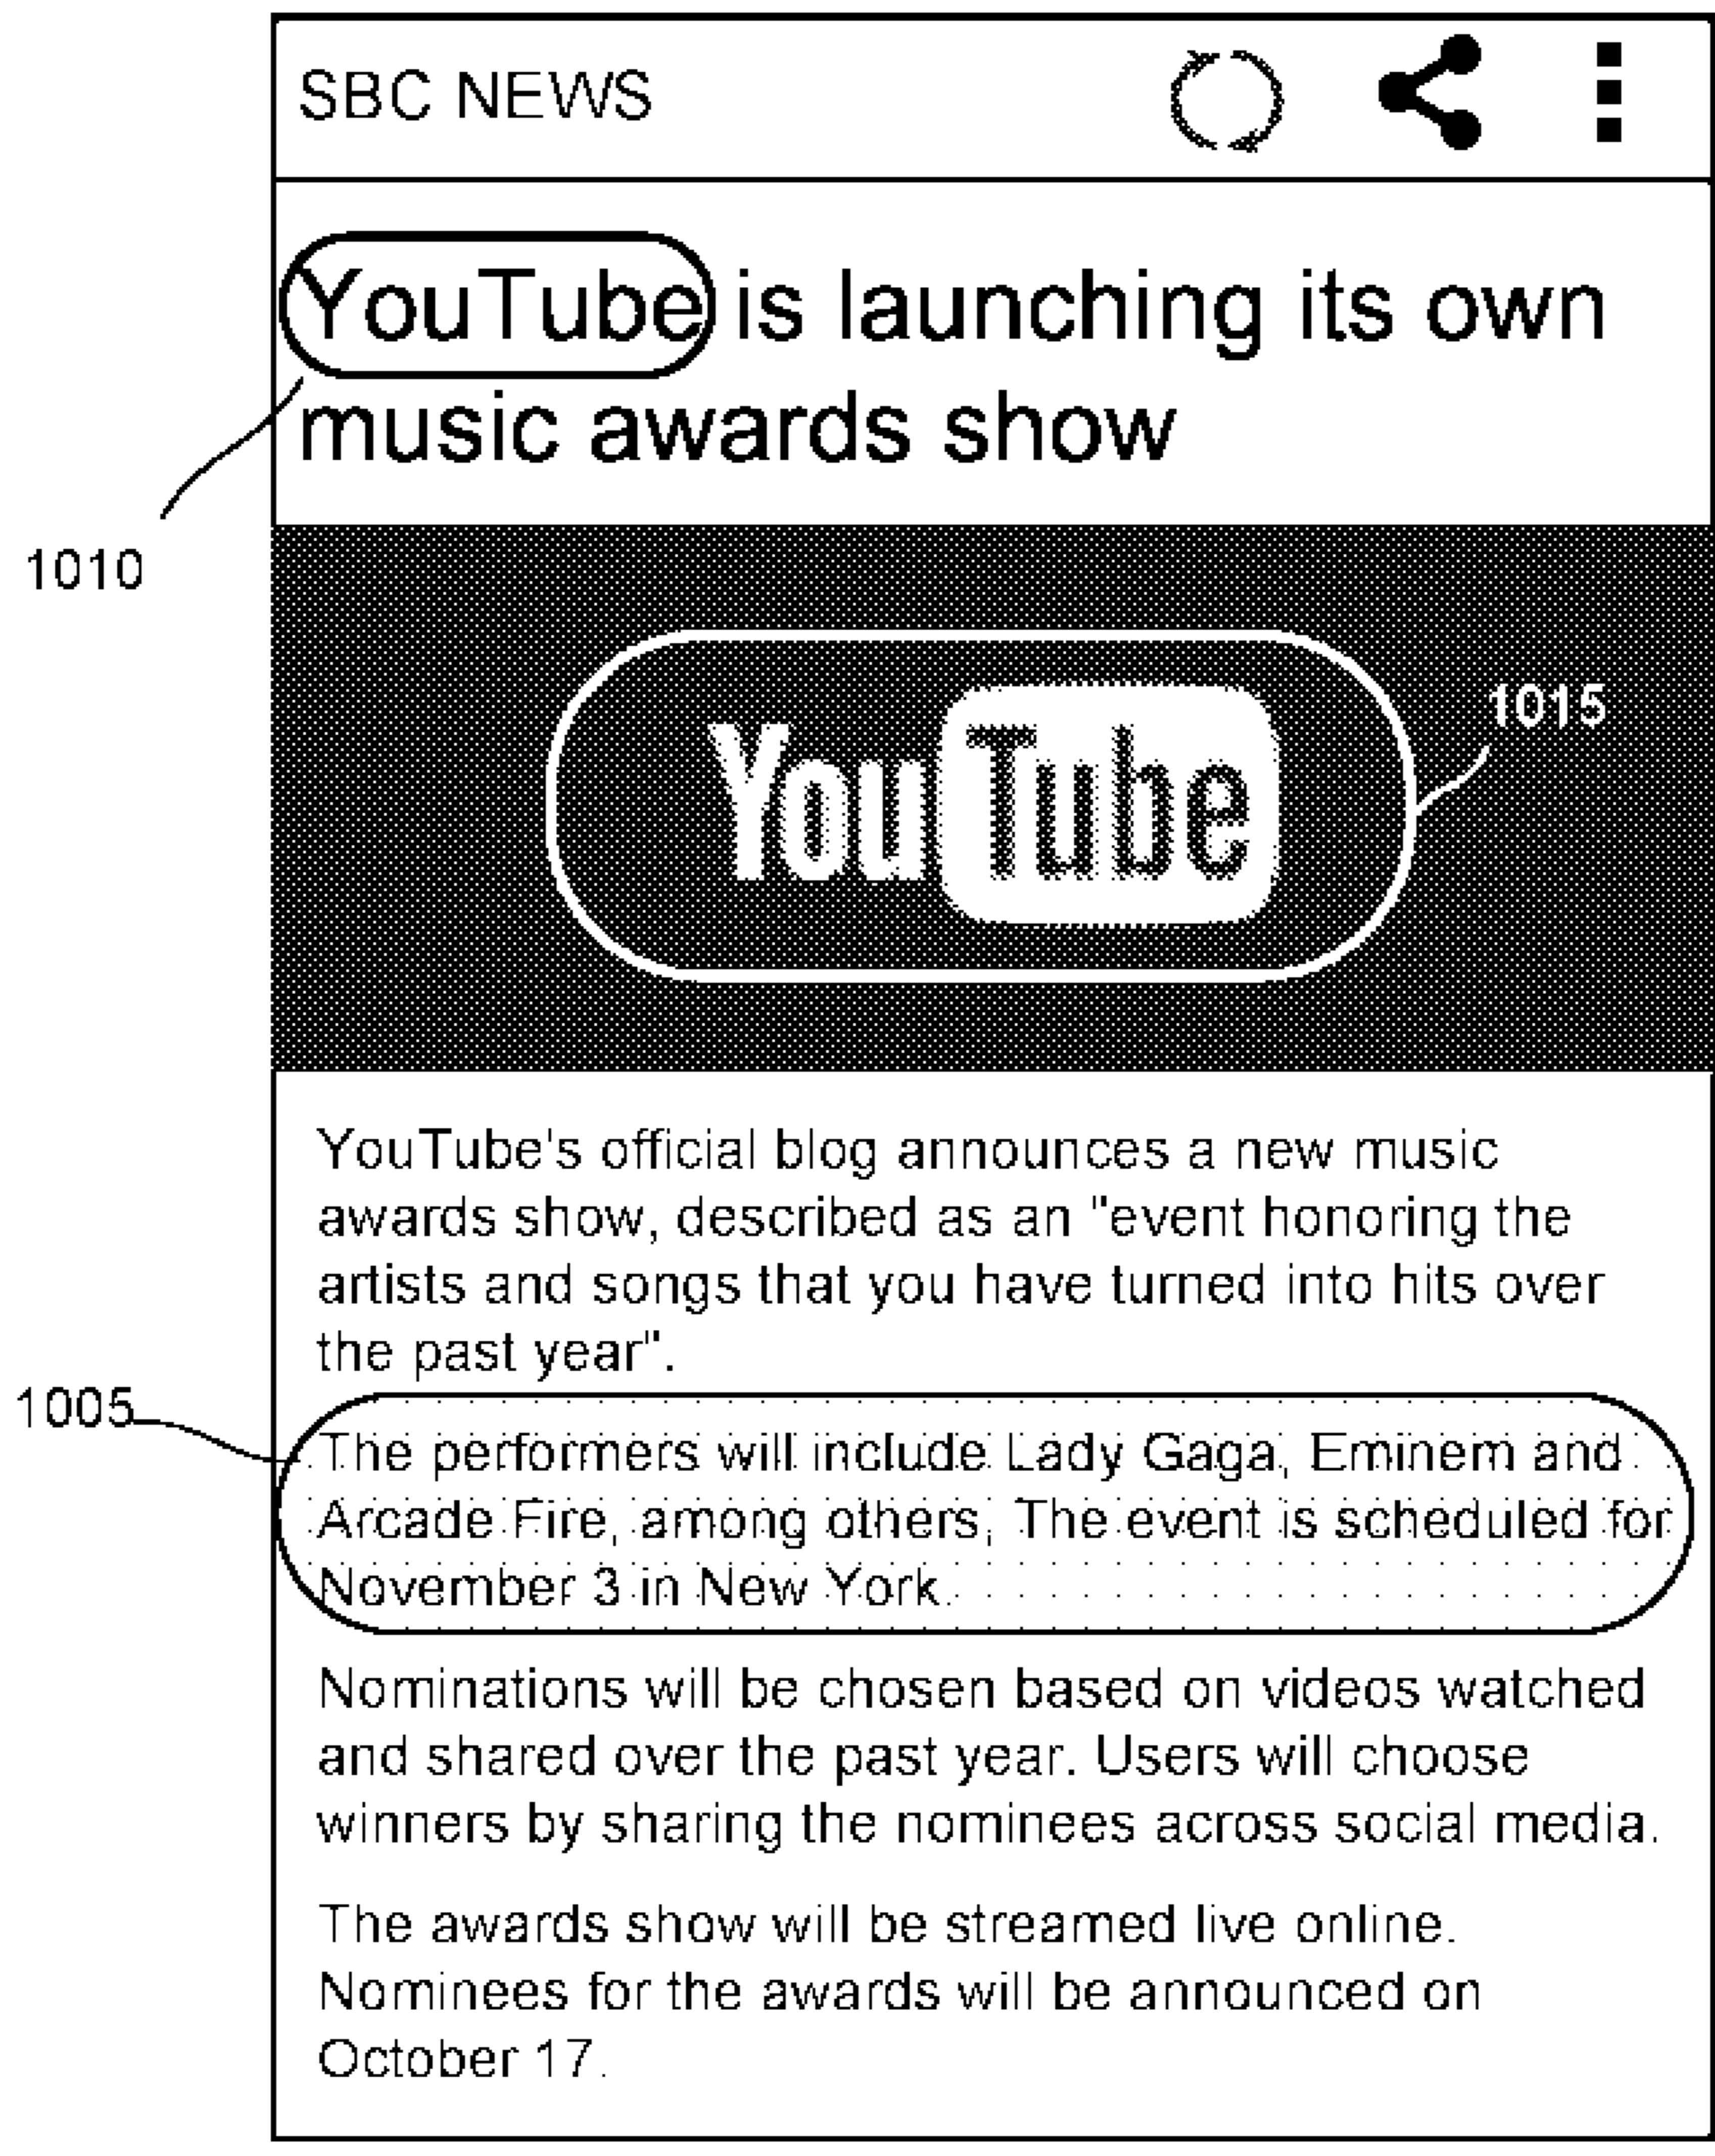 SBC NEWS
YouTube is launching its own
music awards show
1010
1015
YouTube
YouTube's official blog announces a new music
awards show, described as an "event honoring the
artists and songs that you have turned into hits over
the past year".
1005
The performers will include Lady Gaga, Eminem and
Arcade Fire, among others, The event is scheduled for
November 3 in New York.
Nominations will be chosen based on videos watched
and shared over the past year. Users will choose
winners by sharing the nominees across social media.
The awards show will be streamed live online.
Nominees for the awards will be announced on
October 17.